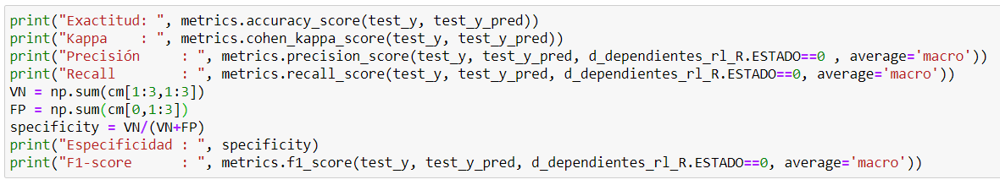 print("Exactitud: ", metrics.accuracy_score(test_y, test_y_pred))
print("Kappa    : ", metrics.cohen_kappa_score(test_y, test_y_pred))
print("Precisión     : ", metrics.precision_score(test_y, test_y_pred, d_dependientes_rl_R.ESTADO==0 , average='macro'))
print("Recall        : ", metrics.recall_score(test_y, test_y_pred, d_dependientes_rl_R.ESTADO==0, average='macro'))
VN = np.sum(cm[1:3,1:3])
FP = np.sum(cm[0,1:3])
specificity = VN/(VN+FP)
print("Especificidad : ", specificity)
print("F1-score      : ", metrics.f1_score(test_y, test_y_pred, d_dependientes_rl_R.ESTADO==0, average='macro'))